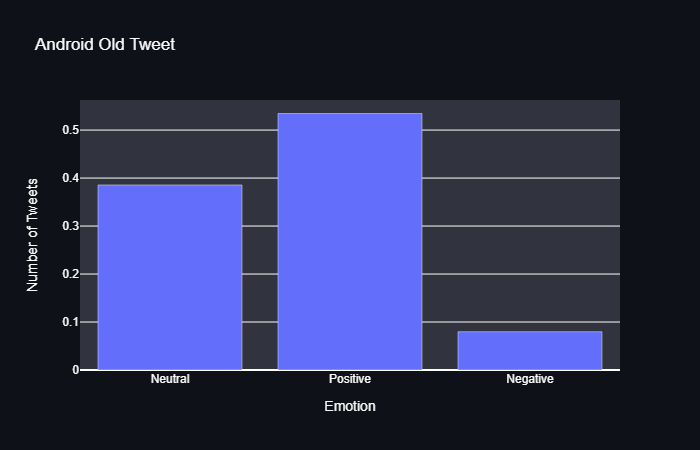 Android Old Tweet
Number of Tweets
0.5
0.4
0.3
0.2
0.1
0
Neutral Positive Negative
Emotion